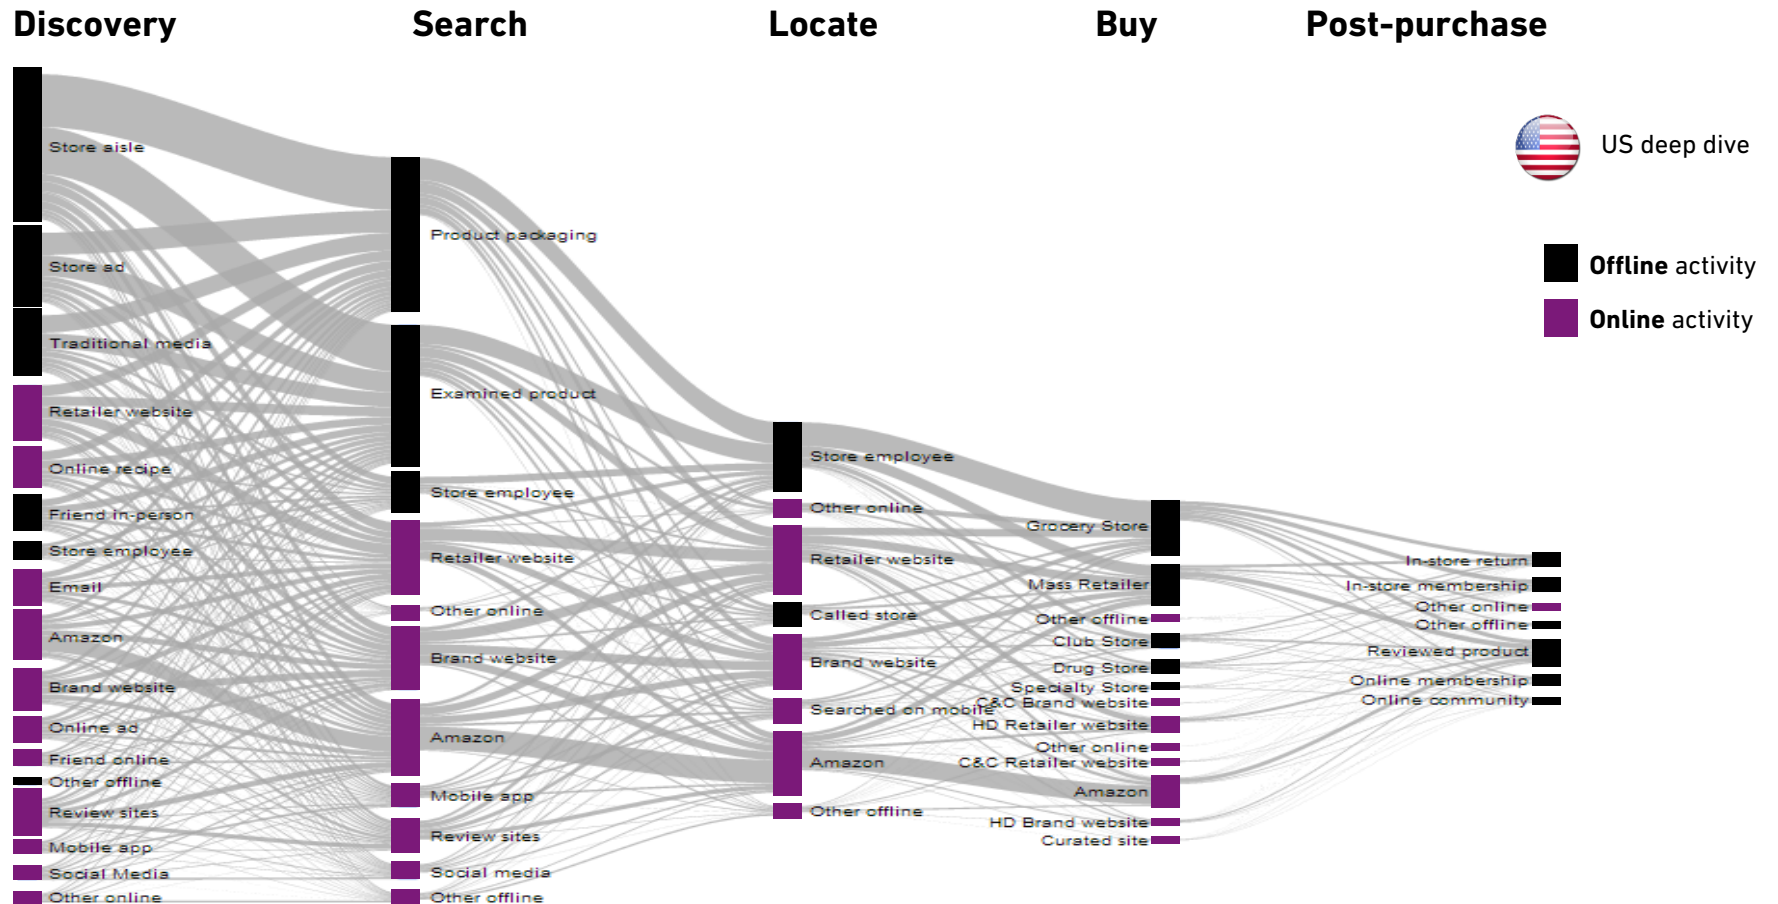 Discovery
Search
Locate
Buy
Post-purchase
US deep dive
Offline activity
Online activity
Store aisle
Store ad
Traditional media
Retailer website
Online recipe
Friend in-person
Store employee
Email
Amazon
Brand website
Online ad
Friend online
Other offline
Review sites
Mobile app
Social Media
Other online
Product packaging
Examined product
Store employee
Retailer website
Other online
Brand website
Amazon
Mobile app
Review sites
Social media
Other offline
Store employee
Other online
Retailer website
Called store
Brand website
Searched on mobile
Amazon
Other offline
Grocery Store
Mass Retailer
Other offline
Club Store
Drug Store
Specialty Store
C&C Brand website
HD Retailer website
Other online
C&C Retailer website
Amazon
HD Brand website
Curated site
In-store return
In-store membership
Other online
Other offline
Reviewed product
Online membership
Online community